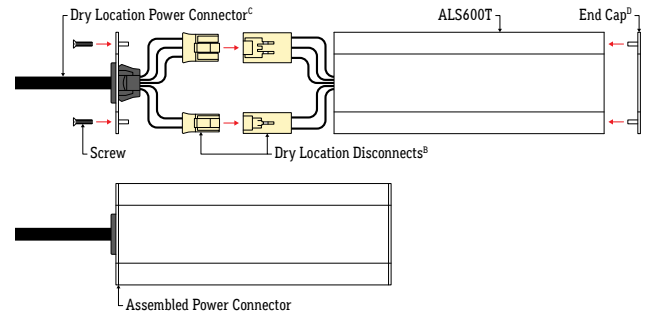 Dry Location Power Connectorᶜ
ALS600T
End Capᴰ
Screw
Dry Location Disconnectsᴮ
Assembled Power Connector